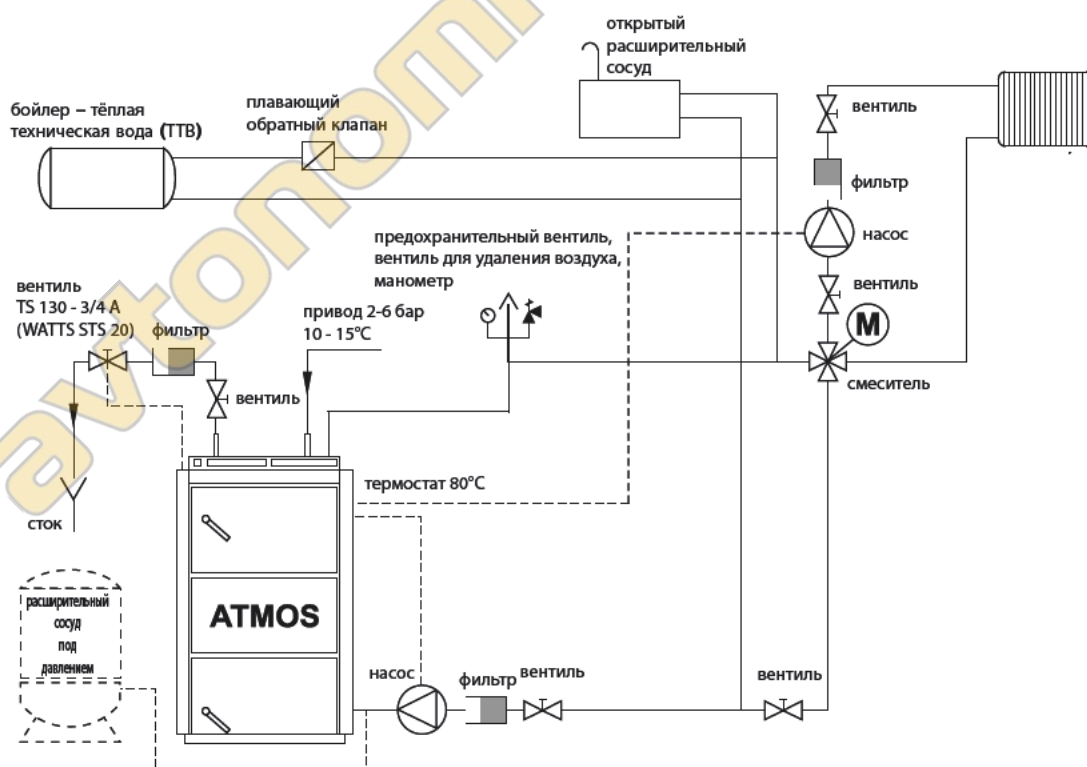 открытый
расширительный
сосуд
бойлер – тёплая
техническая вода (ТТВ)
плавающий
обратный клапан
вентиль
фильтр
насос
вентиль
M
смеситель
предохранительный вентиль,
вентиль для удаления воздуха,
манометр
вентиль
TS 130 - 3/4 A
(WATTS STS 20)
фильтр
привод 2-6 бар
10 - 15°C
вентиль
сток
термостат 80°C
расширительный
сосуд
под
давлением
ATMOS
насос
фильтр
вентиль
вентиль
avtonomi